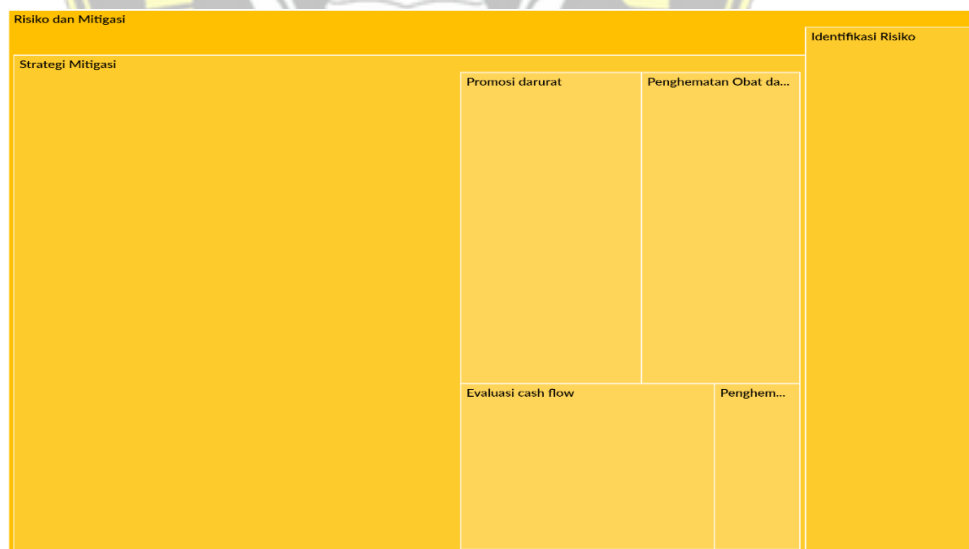 Risiko dan Mitigasi
Strategi Mitigasi
Promosi darurat
Penghematan Obat da...
Evaluasi cash flow
Penghem...
Identifikasi Risiko